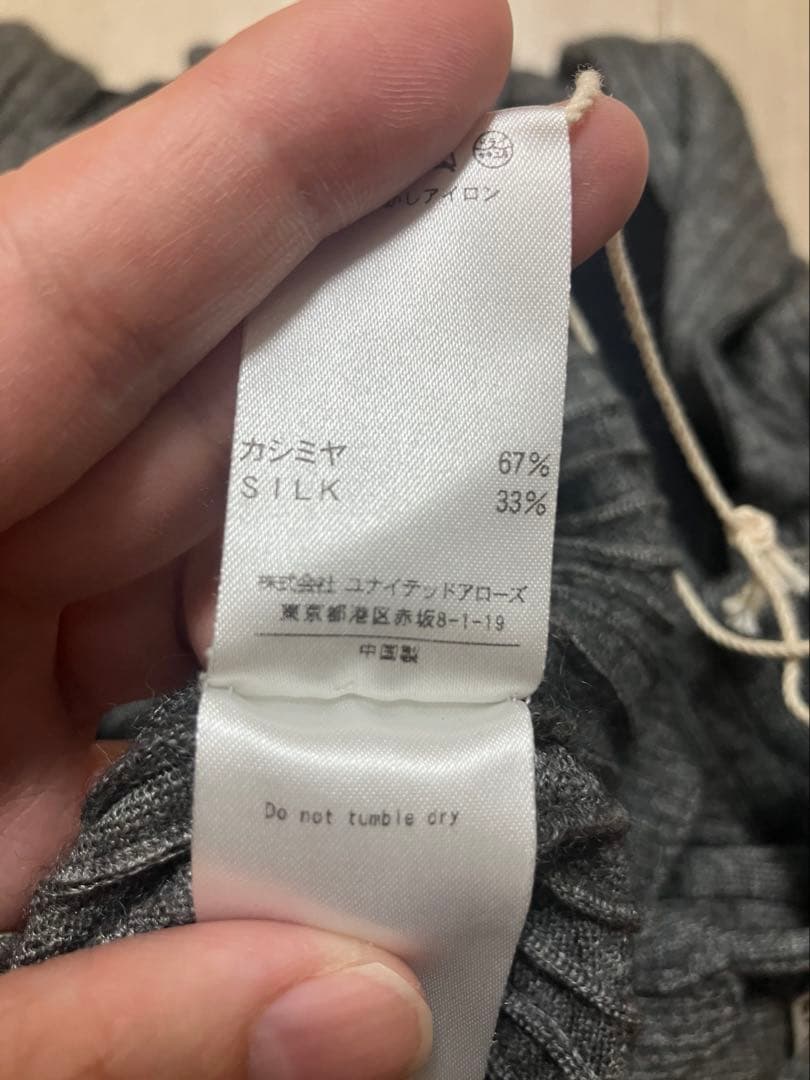 しアイロン
カシミヤ 67%
SILK 33%
株式会社 ユナイテッドアローズ
東京都港区赤坂8-1-19
中国製
Do not tumble dry